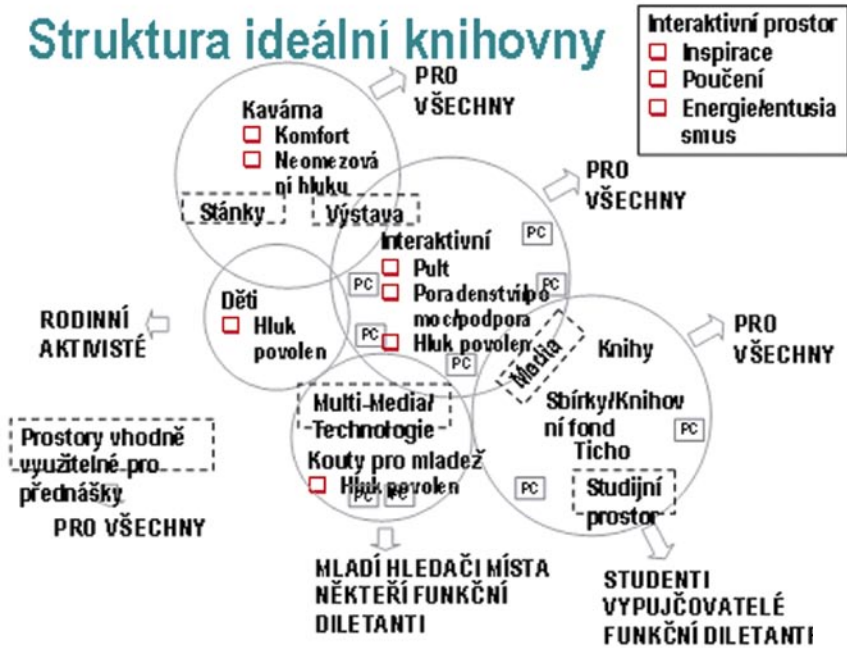 Struktura ideální knihovny
Interaktivní prostor
Inspirace
Poučení
Energie/entusia
smus
PRO
VŠECHNY
Kavárna
Komfort
Neomezová
ní hluku
Stánky
Výstava
PRO
VŠECHNY
PC
Interaktivní
Pult
Poradenství/po
moc/podpora
Hluk povolen
PC
PC
PC
PC
Děti
Hluk
povolen
RODINNÍ
AKTIVISTÉ
Media
Knihy
PRO
VŠECHNY
Sbírky/Knihov
ní fond
Ticho
PC
PC
Studijní
prostor
Multi-Media/
Technologie
Kouty pro mladež
Hluk povolen
PC
PC
Prostory vhodně
využitelné pro
přednášky
PRO VŠECHNY
MLADÍ HLEDAČI MÍSTA
NĚKTEŘÍ FUNKČNÍ
DILETANTI
STUDENTI
VYPUJČOVATELÉ
FUNKČNÍ DILETANTI